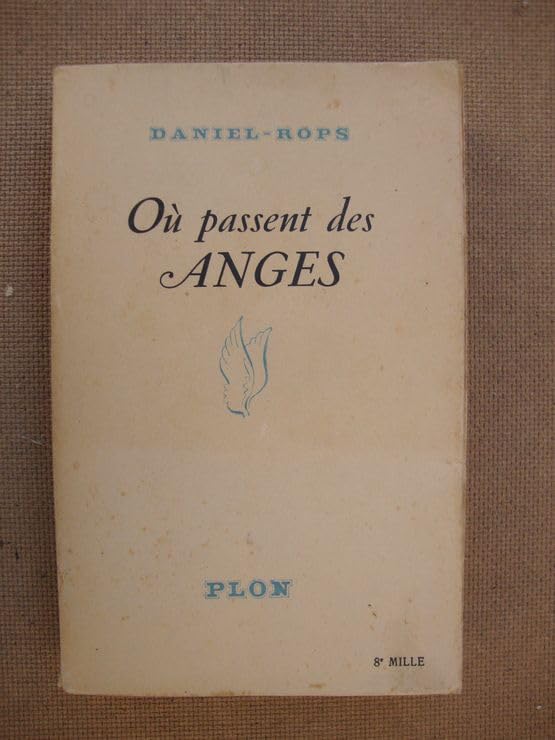 DANIEL-ROPS
Où passent des
ANGES
PLON
8e MILLE